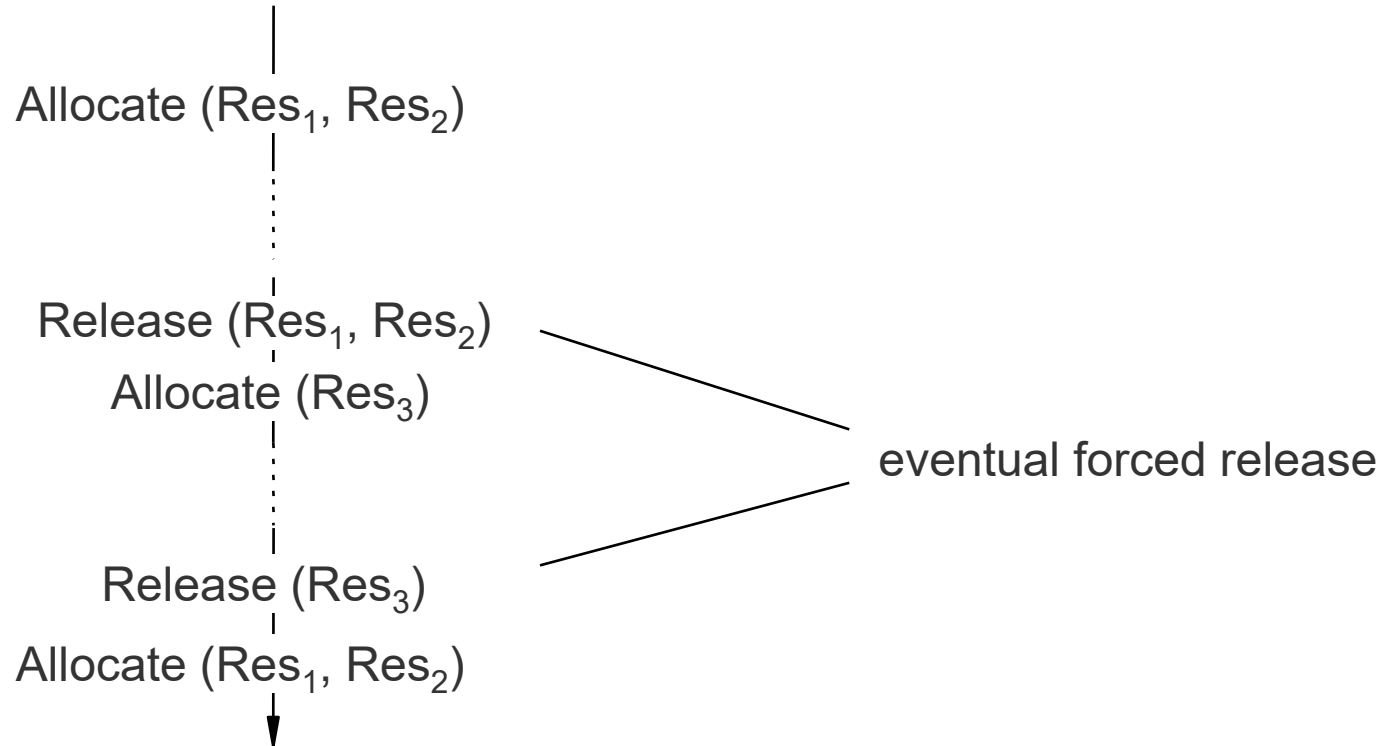 Allocate (Res₁, Res₂)
Release (Res₁, Res₂)
Allocate (Res₃)
eventual forced release
Release (Res₃)
Allocate (Res₁, Res₂)